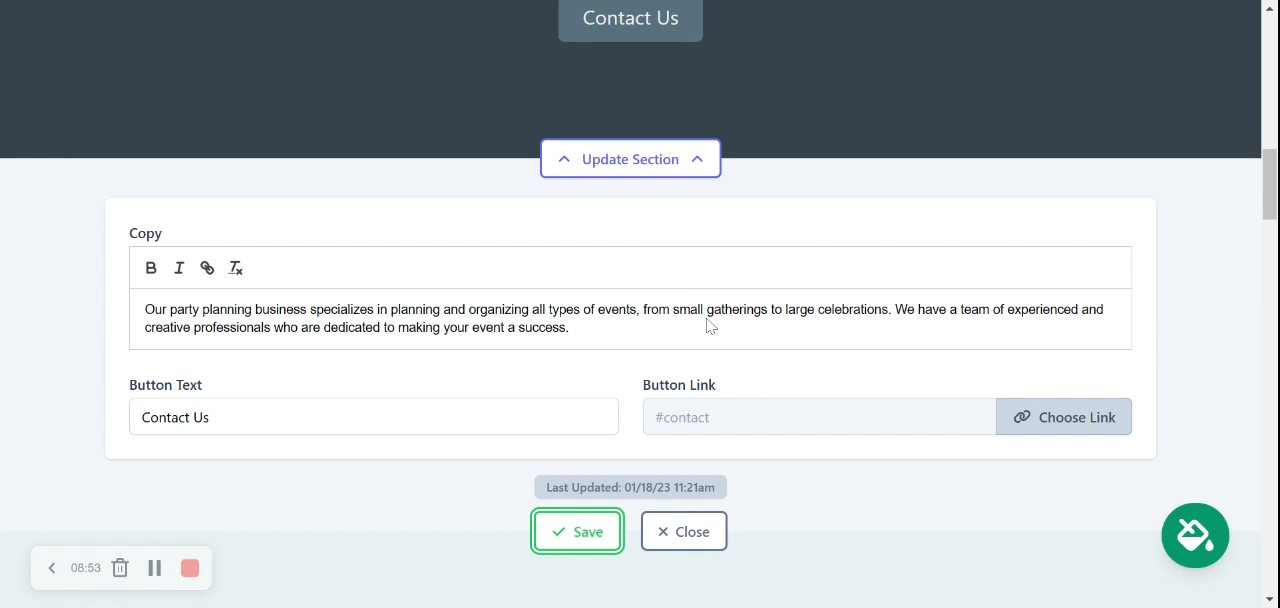 Contact Us
Update Section
Copy
B I
Our party planning business specializes in planning and organizing all types of events, from small gatherings to large celebrations. We have a team of experienced and
creative professionals who are dedicated to making your event a success.
Button Text
Button Link
Contact Us
#contact
Choose Link
Last Updated: 01/18/23 11:21am
Save
Close
08:53